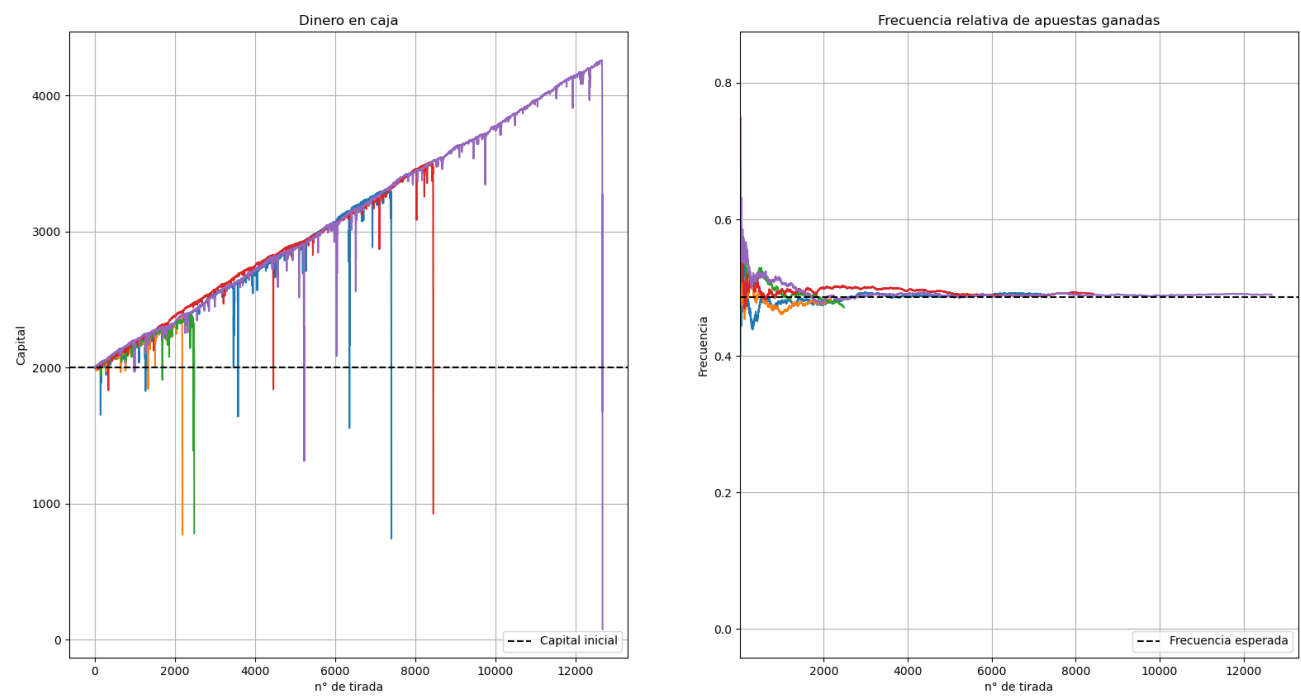 Dinero en caja
Capital
4000
3000
2000
1000
0
0 2000 4000 6000 8000 10000 12000
n° de tirada
Capital inicial
Frecuencia relativa de apuestas ganadas
Frecuencia
0.8
0.6
0.4
0.2
0.0
2000 4000 6000 8000 10000 12000
n° de tirada
Frecuencia esperada